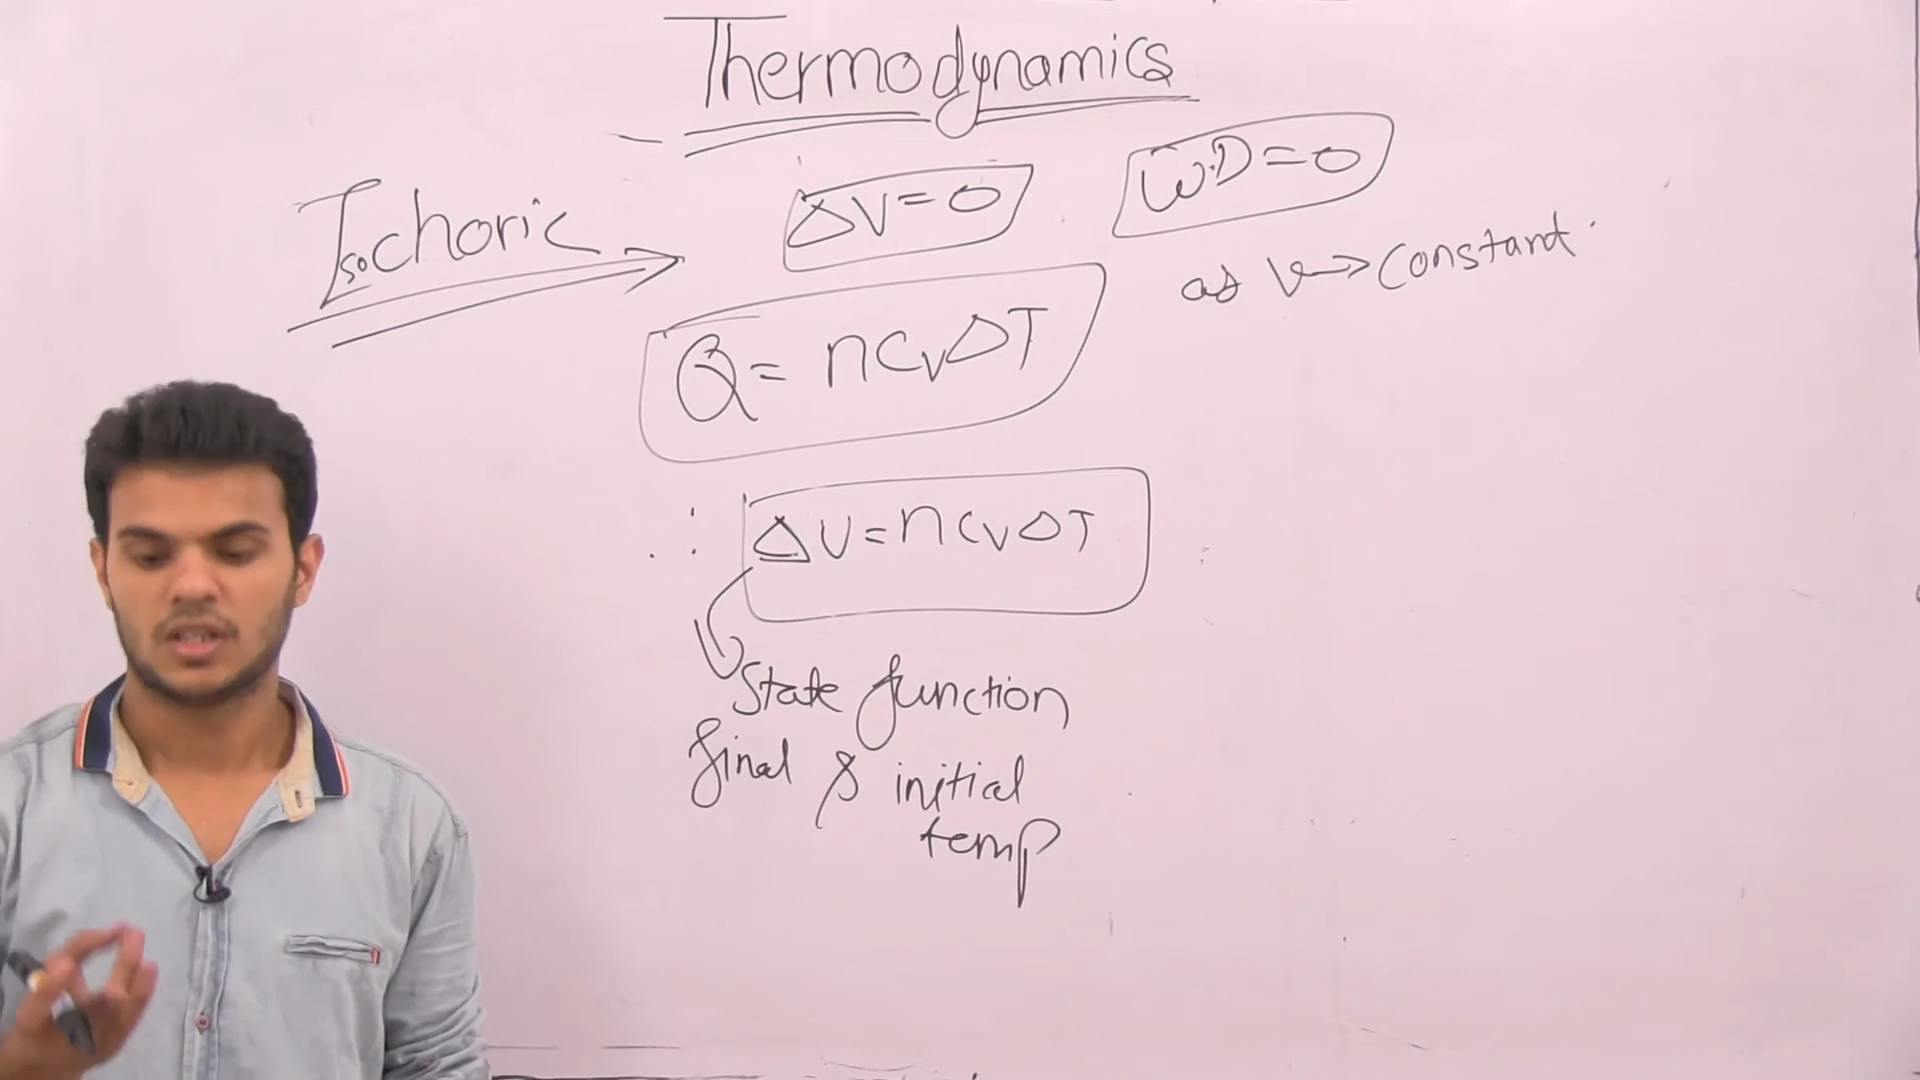 Thermodynamics
Isochoric → ΔV=0 W.D=0
as V→constant
Q=nCvΔT
∴ ΔU=nCvΔT
State function
final & initial
temp